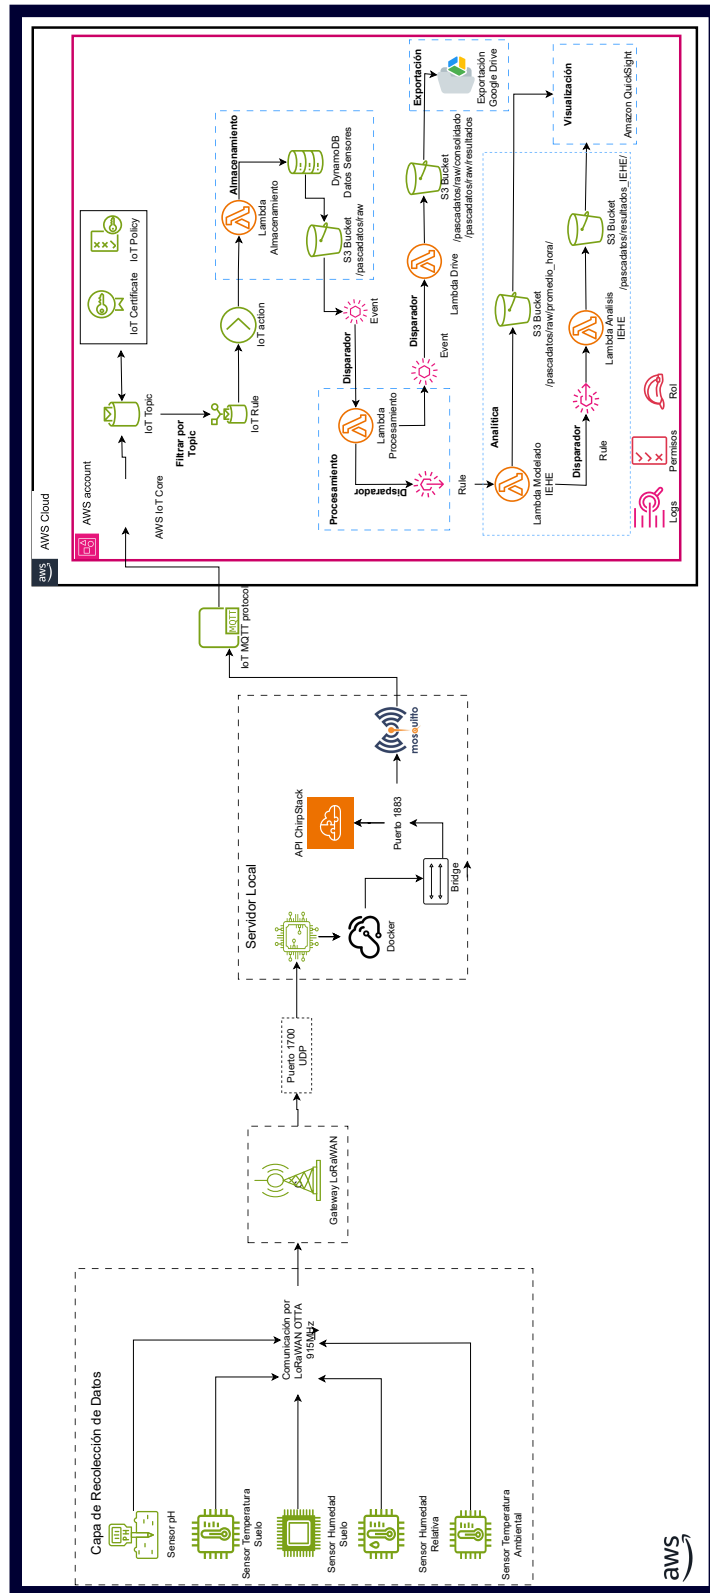 Capa de Recolección de Datos
Sensor pH
Sensor Temperatura
Suelo
Sensor Humedad
Suelo
Sensor Humedad
Relativa
Sensor Temperatura
Ambiental
Comunicación por
LoRaWAN OTTA
915MHz
Gateway LoRaWAN
Puerto 1700
UDP
Servidor Local
Docker
Bridge
API ChirpStack
Puerto 1883
mosquitto
MQTT
IoT MQTT protocol
aws
AWS Cloud
AWS account
AWS IoT Core
IoT Topic
IoT Certificate
IoT Policy
Filtrar por
Topic
IoT Rule
IoT action
Almacenamiento
Lambda
Almacenamiento
DynamoDB
Datos Sensores
S3 Bucket
/pascadatos/raw
Event
Disparador
Procesamiento
Lambda
Procesamiento
Disparador
Rule
Event
Disparador
Lambda Drive
S3 Bucket
/pascadatos/raw/consolidado
/pascadatos/raw/resultados
Exportación
Exportación
Google Drive
Analítica
Lambda Modelado
IEHE
S3 Bucket
/pascadatos/raw/promedio_hora/
Disparador
Rule
Lambda Analisis
IEHE
S3 Bucket
/pascadatos/resultados_IEHE/
Visualización
Amazon QuickSight
Logs
Permisos
Rol
aws
PH